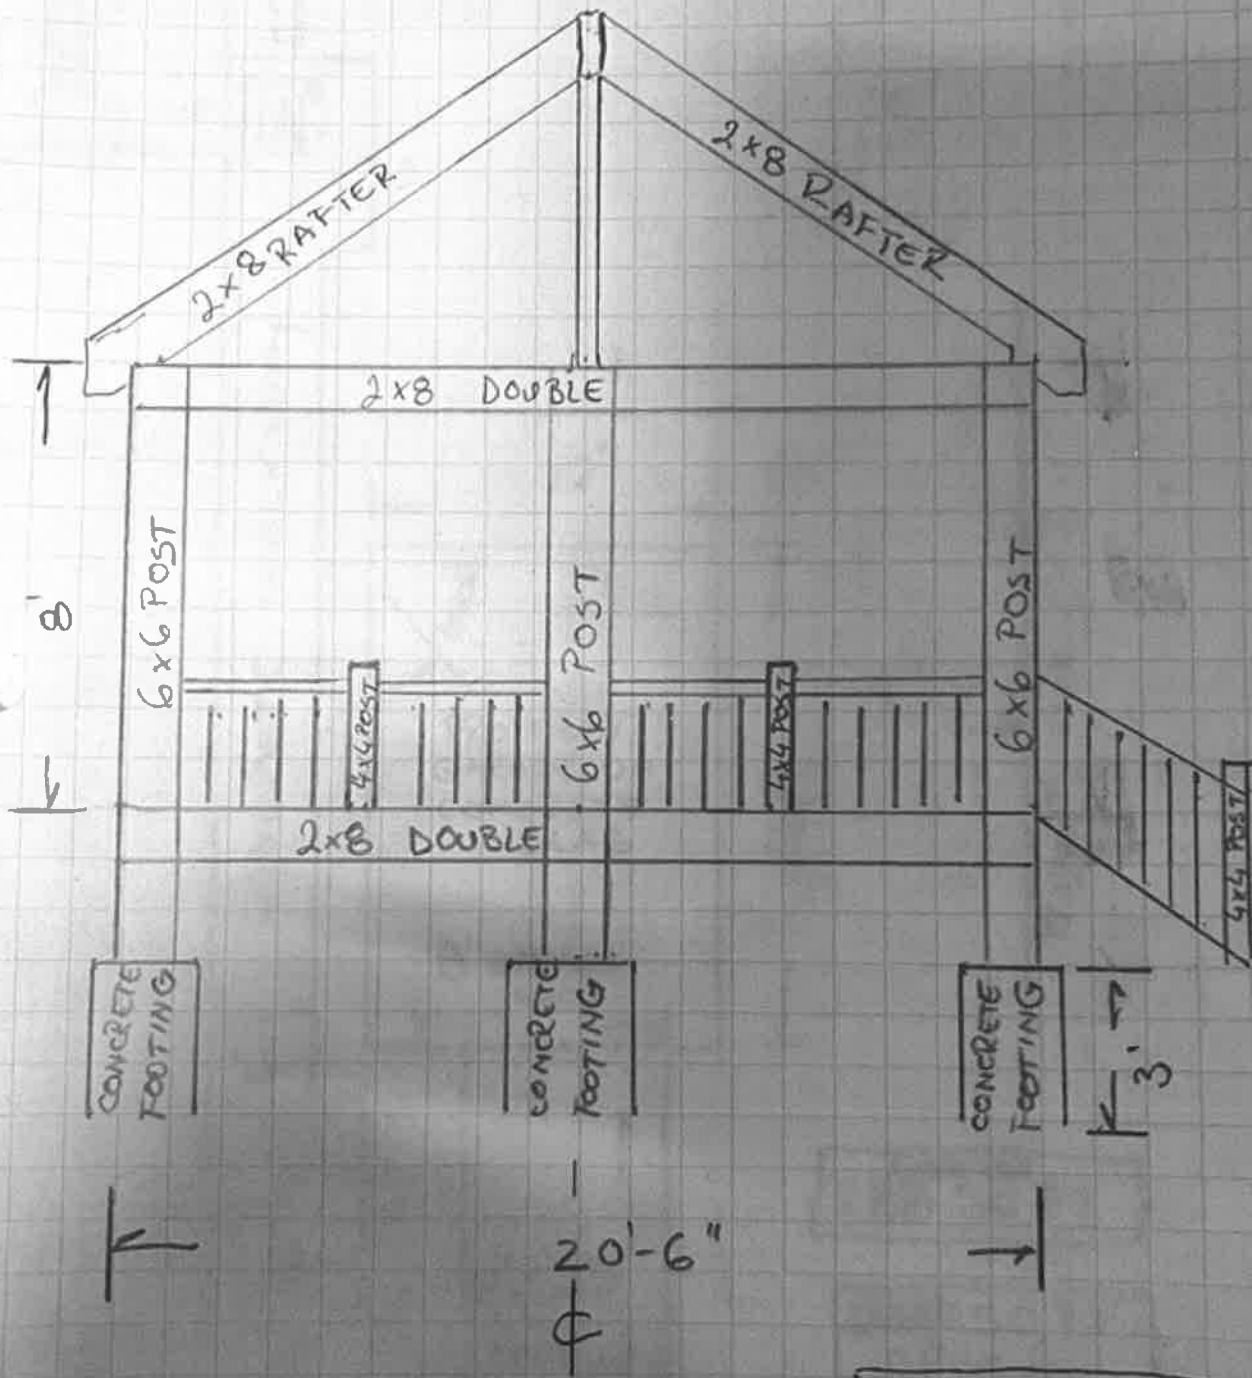 2x8 RAFTER
2x8 RAFTER
2x8 DOUBLE
8'
6x6 POST
6x6 POST
6x6 POST
4x4 POST
4x4 POST
4x4 POST
2x8 DOUBLE
CONCRETE
FOOTING
CONCRETE
FOOTING
CONCRETE
FOOTING
3'
20'-6"
℄